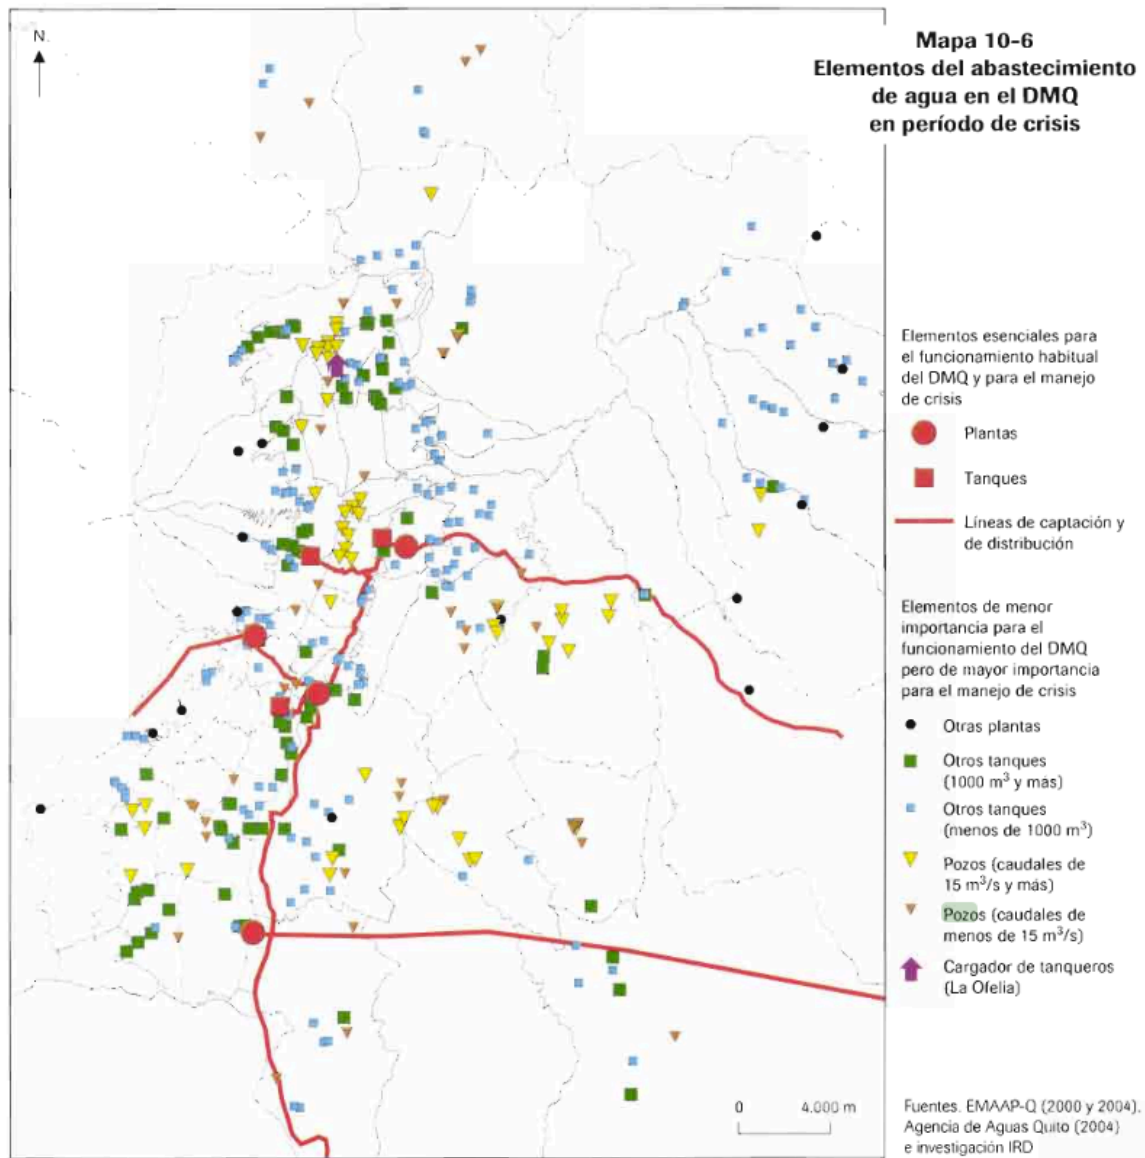 N.
Mapa 10-6
Elementos del abastecimiento
de agua en el DMQ
en período de crisis
Elementos esenciales para
el funcionamiento habitual
del DMQ y para el manejo
de crisis
Plantas
Tanques
Líneas de captación y
de distribución
Elementos de menor
importancia para el
funcionamiento del DMQ
pero de mayor importancia
para el manejo de crisis
Otras plantas
Otros tanques
(1000 m³ y más)
Otros tanques
(menos de 1000 m³)
Pozos (caudales de
15 m³/s y más)
Pozos (caudales de
menos de 15 m³/s)
Cargador de tanqueros
(La Ofelia)
0 4.000 m
Fuentes. EMAAP-Q (2000 y 2004),
Agencia de Aguas Quito (2004)
e investigación IRD